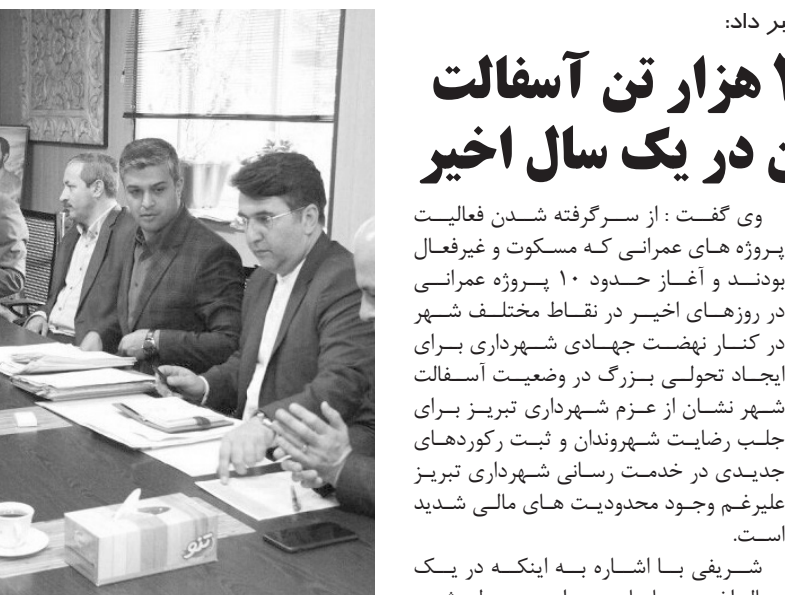 داد:
هزار تن آسفالت
در یک سال اخیر
وی گفت : از سرگرفته شدن فعالیت
پروژه های عمرانی که مسکوت و غیرفعال
بودند و آغاز حدود ۱۰ پروژه عمرانی
در روزهای اخیر در نقاط مختلف شهر
در کنار نهضت جهادی شهرداری برای
ایجاد تحولی بزرگ در وضعیت آسفالت
شهر نشان از عزم شهرداری تبریز برای
جلب رضایت شهروندان و ثبت رکوردهای
جدیدی در خدمت رسانی شهرداری تبریز
علیرغم وجود محدودیت های مالی شدید
است.
شریفی با اشاره به اینکه در یک
تنو